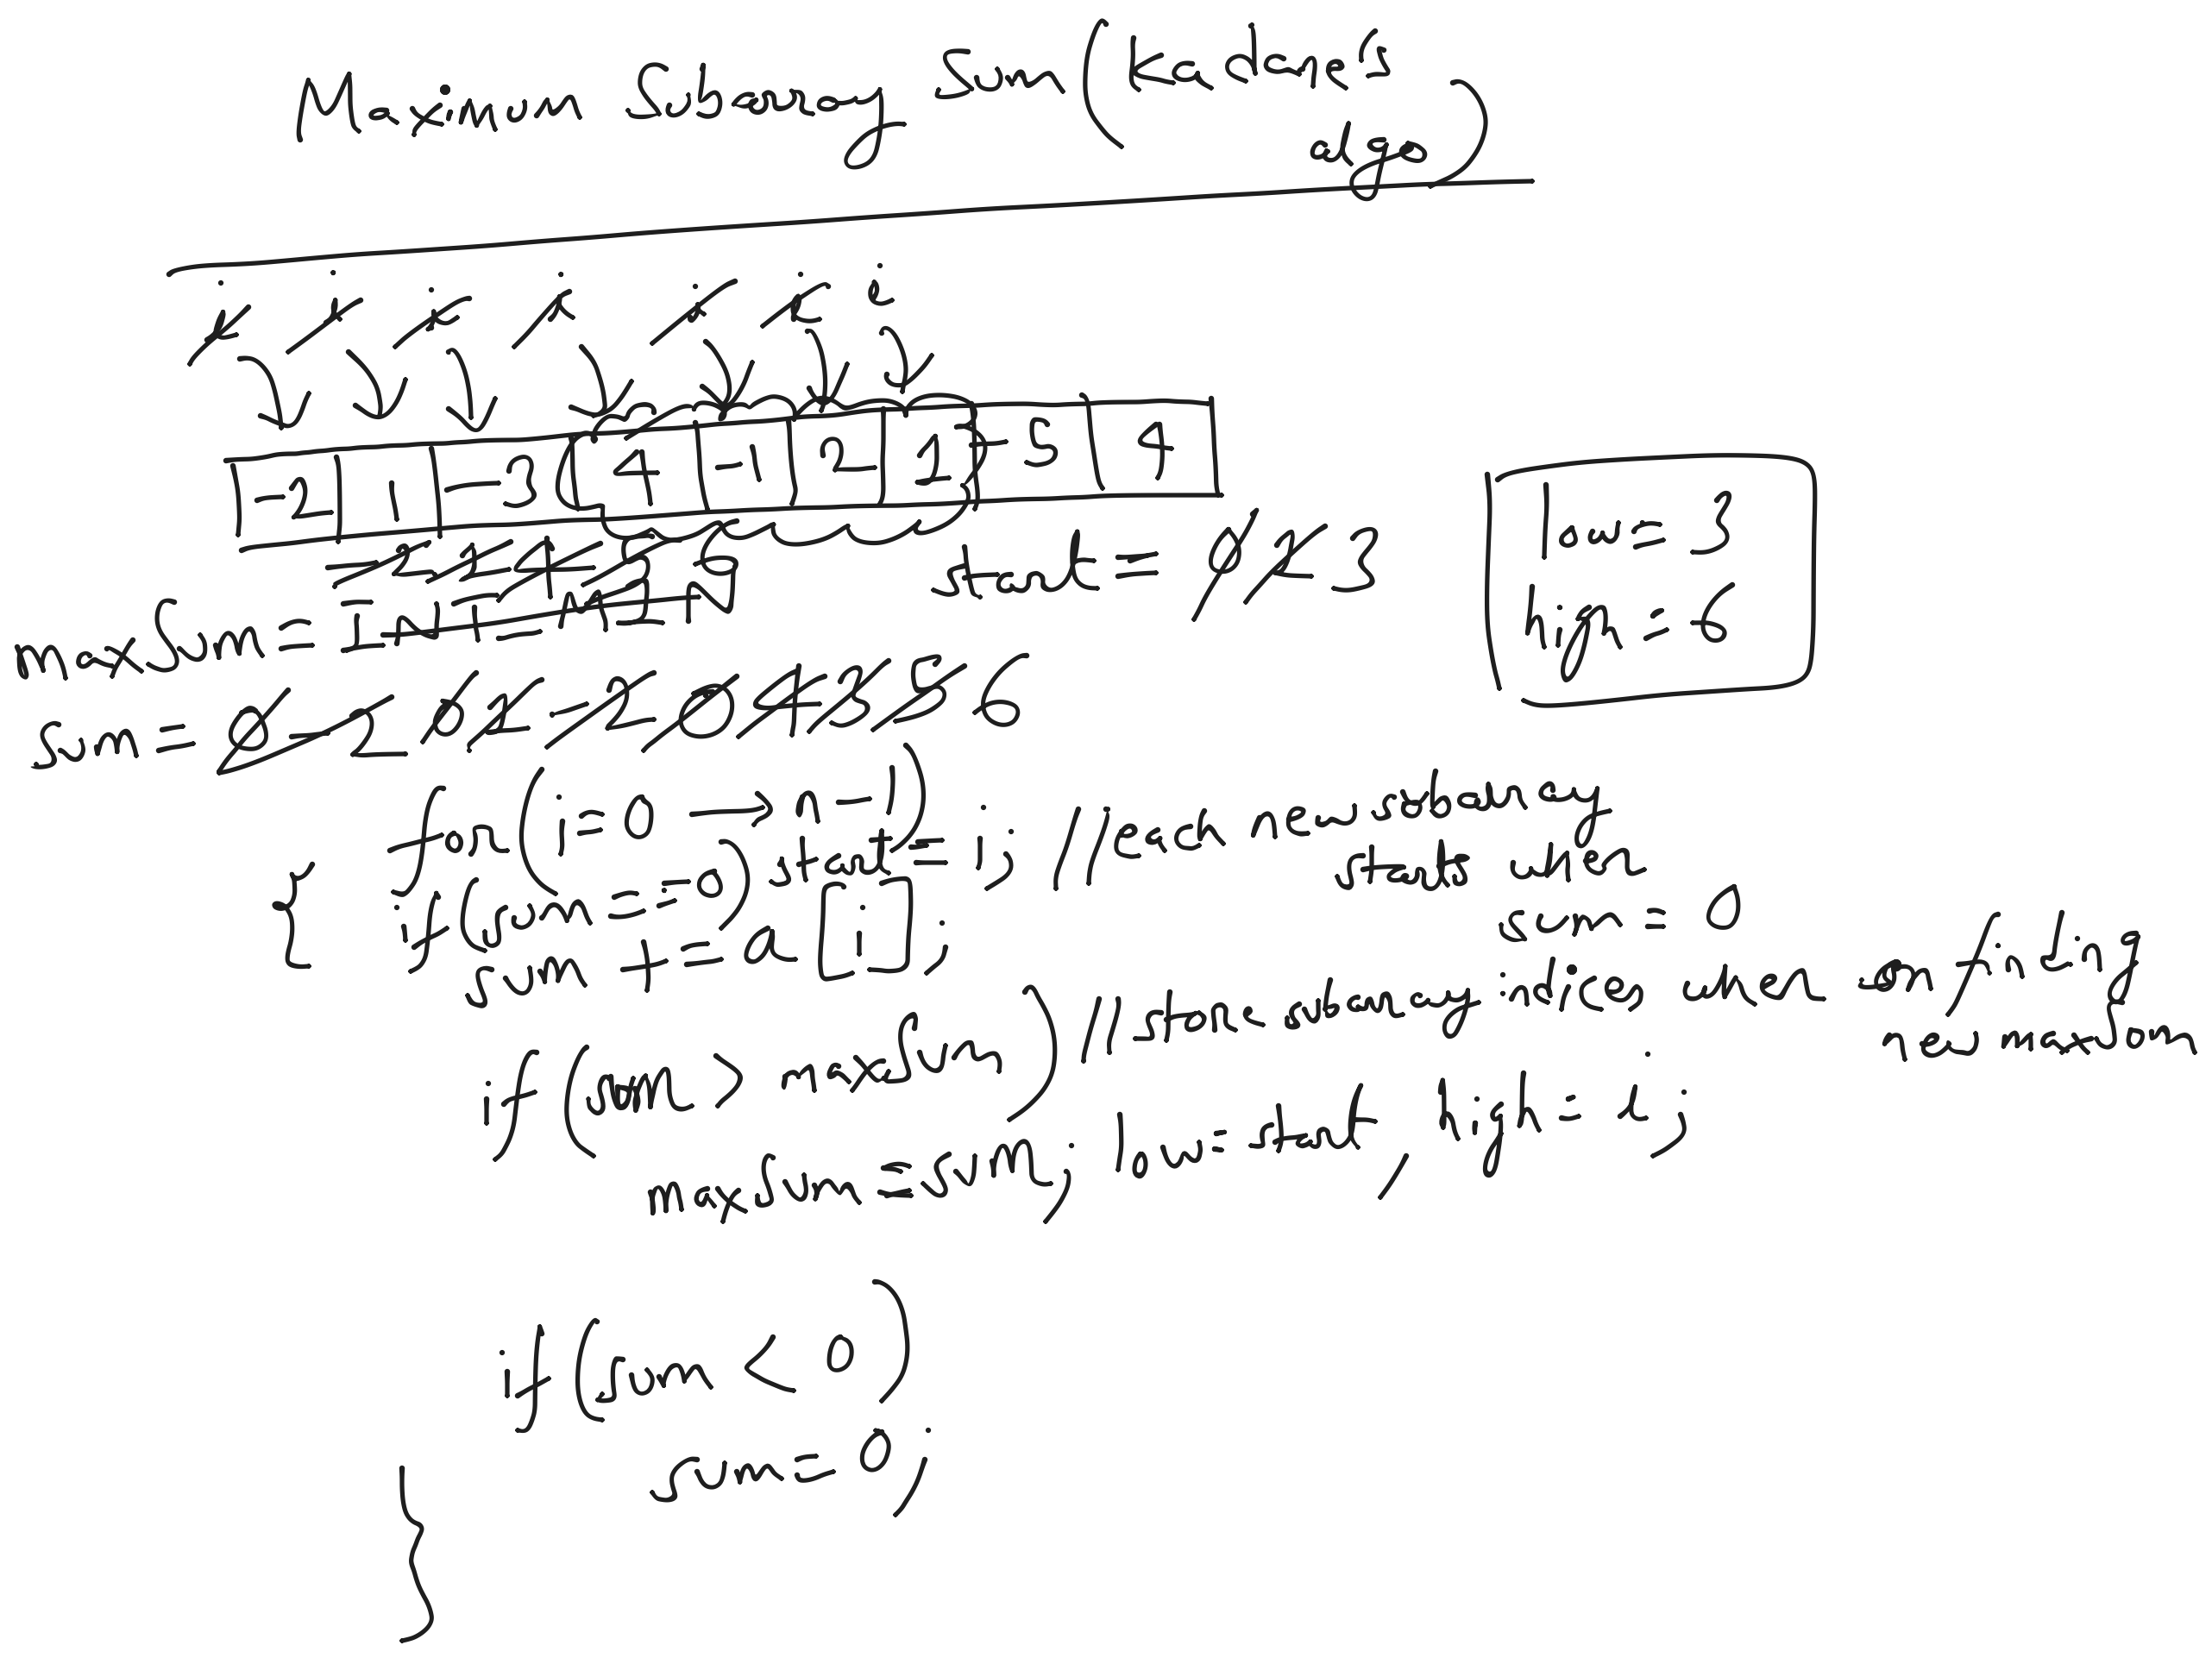 Maximum Subarray Sum (Kadane's
algo)
i i i i i i i
-2 | 1 | -3 | 4 | -1 | 2 | 1 | -5 | 4
low = 3
high = 6
start = 0 2 3
-2 1 4 5 6
maxSum = INT_MIN
sum = 0 -2 0 1 -2 0 4 3 5 6
for (i = 0 -> n-1)
{ if (sum == 0) start = i; // each new subarray
starts when
sum = 0
sum += a[i];
if (sum > maxSum) // store subarray indices when
new maxSum
maxSum = sum; low = start, high = i;
if (sum < 0)
sum = 0;
}